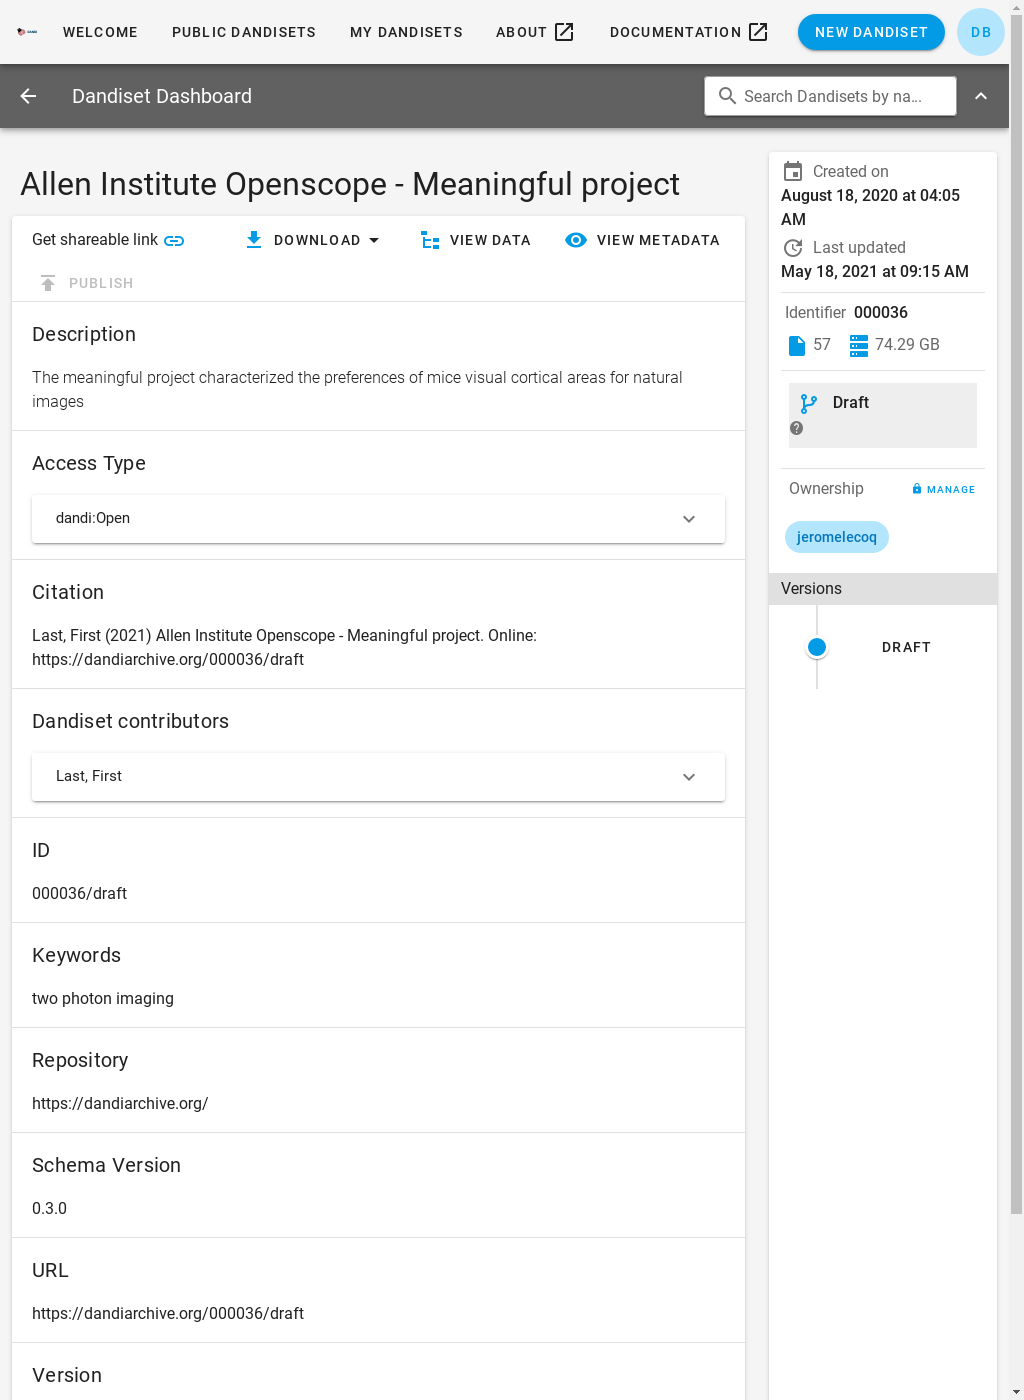 WELCOME PUBLIC DANDISETS MY DANDISETS ABOUT DOCUMENTATION NEW DANDISET DB
Dandiset Dashboard Search Dandisets by na...
Allen Institute Openscope - Meaningful project
Get shareable link DOWNLOAD VIEW DATA VIEW METADATA
PUBLISH
Description
The meaningful project characterized the preferences of mice visual cortical areas for natural
images
Access Type
dandi:Open
Citation
Last, First (2021) Allen Institute Openscope - Meaningful project. Online:
https://dandiarchive.org/000036/draft
Dandiset contributors
Last, First
ID
000036/draft
Keywords
two photon imaging
Repository
https://dandiarchive.org/
Schema Version
0.3.0
URL
https://dandiarchive.org/000036/draft
Version
Created on
August 18, 2020 at 04:05
AM
Last updated
May 18, 2021 at 09:15 AM
Identifier 000036
57 74.29 GB
Draft
Ownership MANAGE
jeromelecoq
Versions
DRAFT